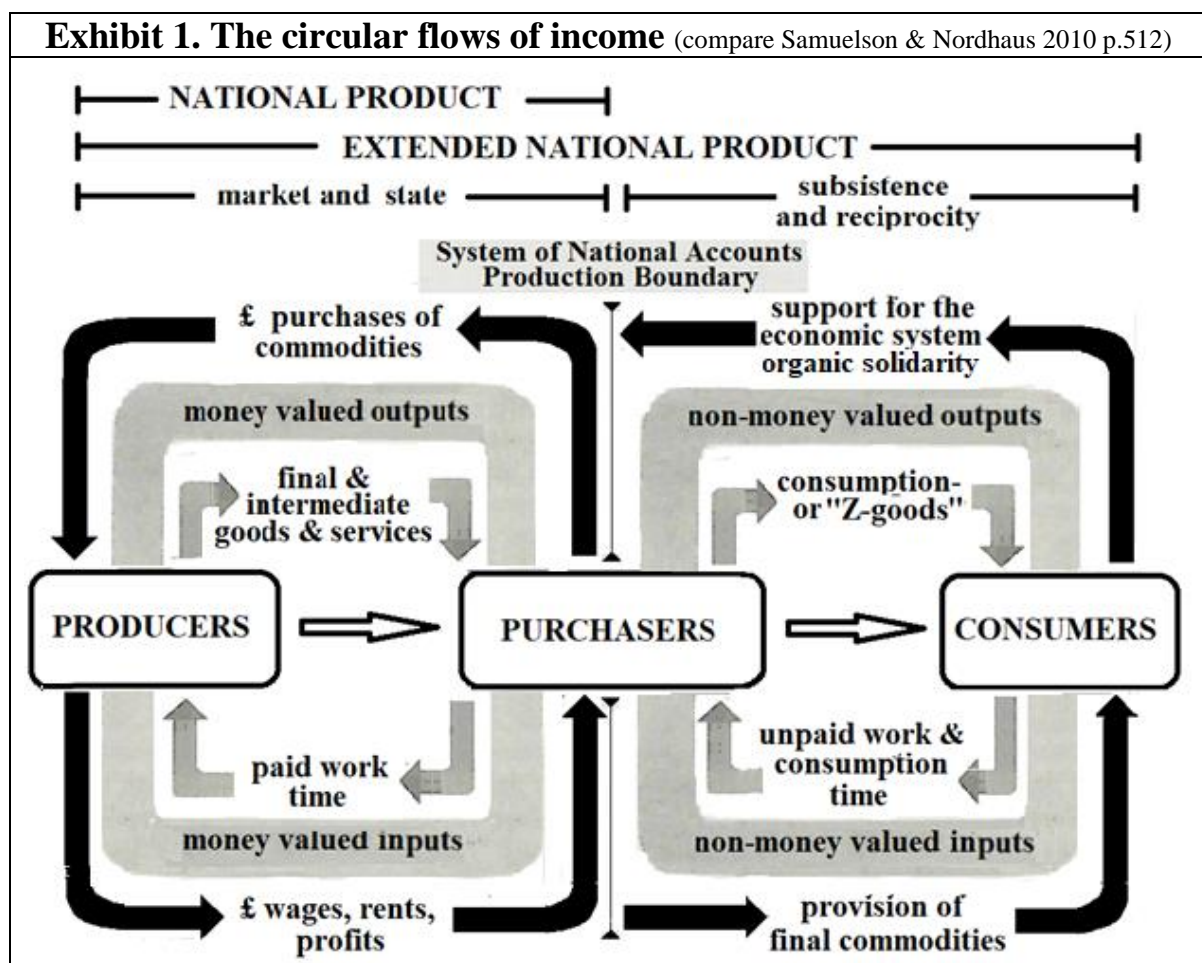 Exhibit 1. The circular flows of income (compare Samuelson & Nordhaus 2010 p.512)
NATIONAL PRODUCT
EXTENDED NATIONAL PRODUCT
market and state
subsistence
and reciprocity
System of National Accounts
Production Boundary
£ purchases of
commodities
support for the
economic system
organic solidarity
money valued outputs
non-money valued outputs
final &
intermediate
goods & services
consumption-
or "Z-goods"
PRODUCERS
PURCHASERS
CONSUMERS
paid work
time
unpaid work &
consumption
time
money valued inputs
non-money valued inputs
£ wages, rents,
profits
provision of
final commodities